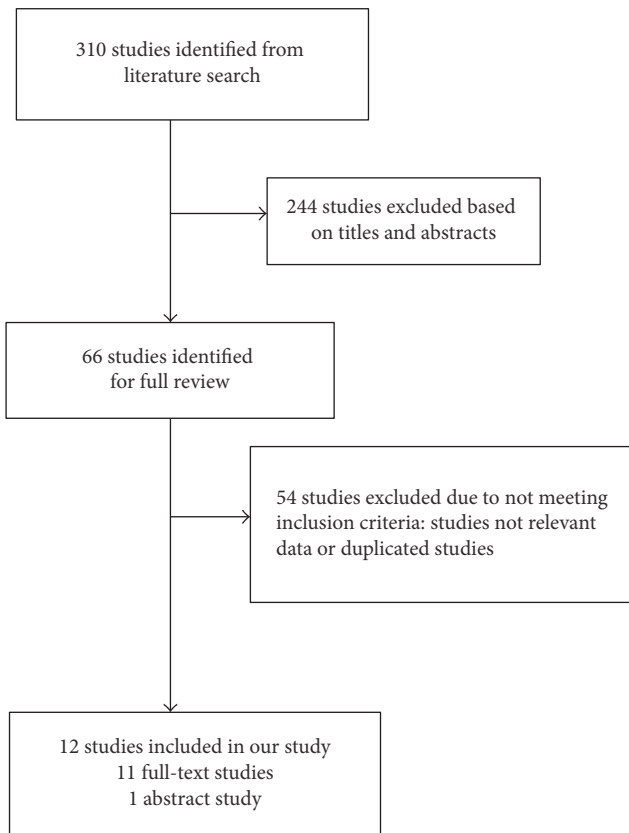 310 studies identified from
literature search
244 studies excluded based
on titles and abstracts
66 studies identified
for full review
54 studies excluded due to not meeting
inclusion criteria: studies not relevant
data or duplicated studies
12 studies included in our study
11 full-text studies
1 abstract study